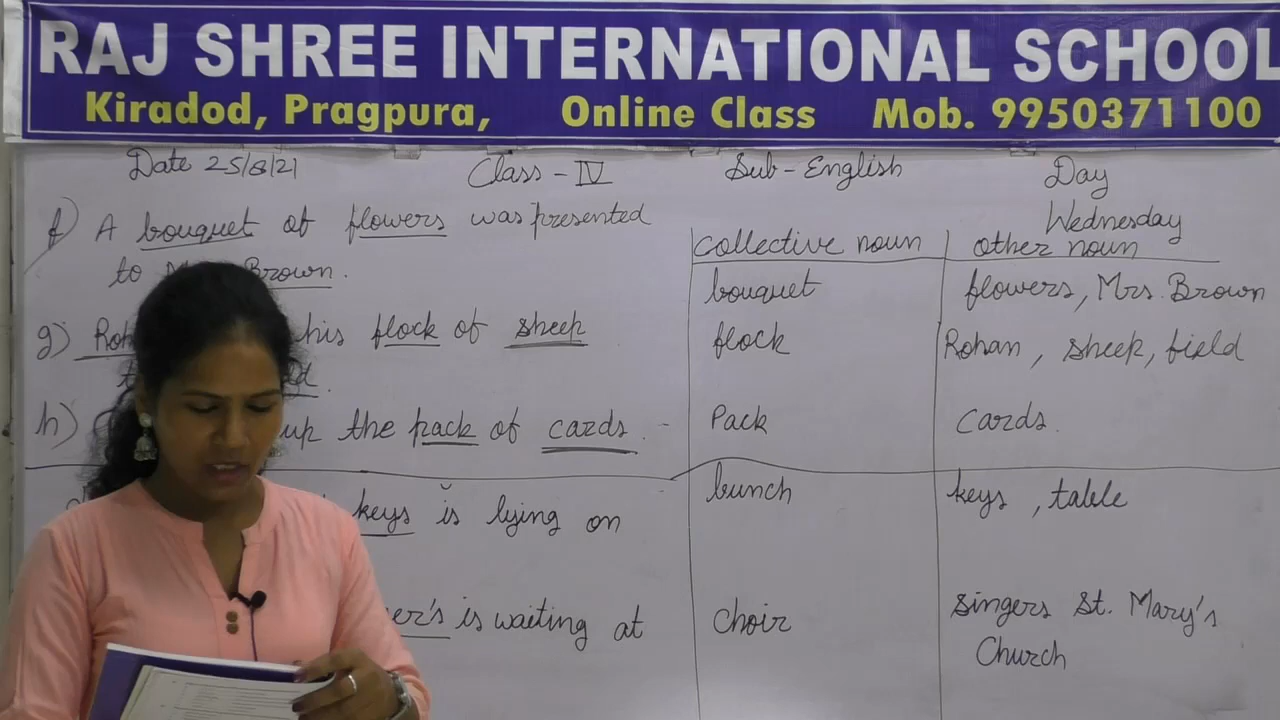 RAJ SHREE INTERNATIONAL SCHOOL
Kiradod, Pragpura, Online Class Mob. 9950371100
Date 25/8/21 Class - IV Sub - English Day
Wednesday
f) A bouquet of flowers was presented
to Brown.
collective noun other noun
bouquet flowers, Mrs. Brown
g) his flock of sheep
flock Rohan, sheep, field
h) up the pack of cards.
Pack cards.
keys is lying on
bunch keys, table
is waiting at
choir singers St. Mary's
Church